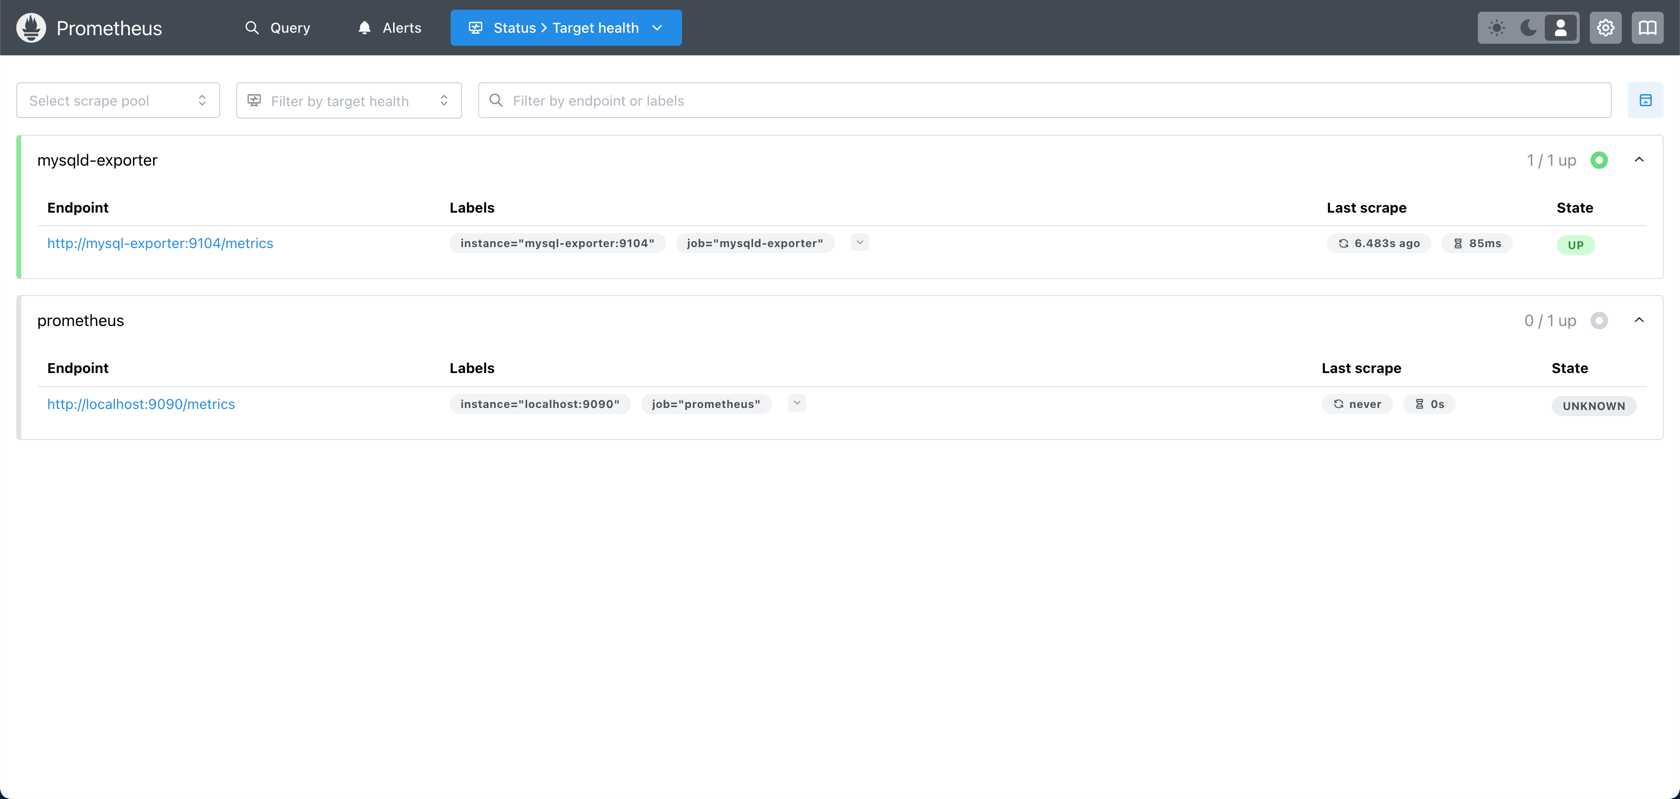 Prometheus Query Alerts Status > Target health
Select scrape pool Filter by target health Filter by endpoint or labels
mysqld-exporter 1 / 1 up
Endpoint Labels Last scrape State
http://mysql-exporter:9104/metrics instance="mysql-exporter:9104" job="mysqld-exporter" 6.483s ago 85ms UP
prometheus 0 / 1 up
Endpoint Labels Last scrape State
http://localhost:9090/metrics instance="localhost:9090" job="prometheus" never 0s UNKNOWN